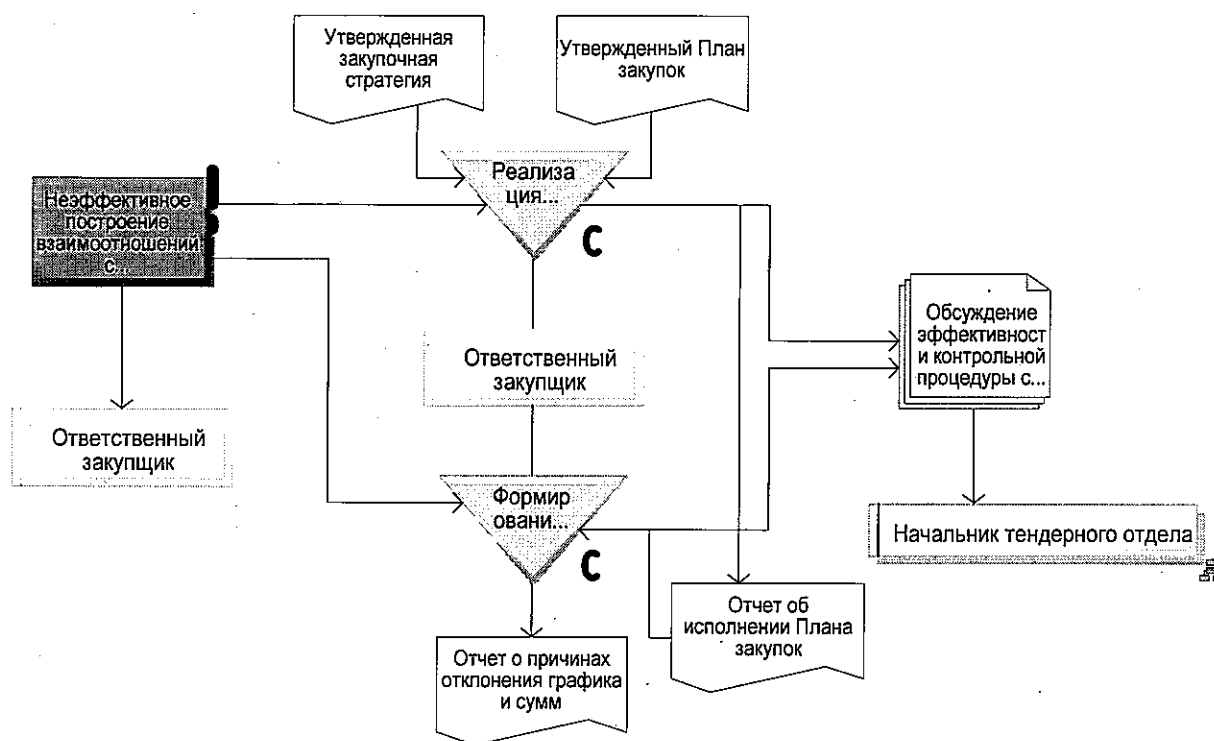 Утвержденная
закупочная
стратегия
Утвержденный План
закупок
Реализа
ция...
С
Неэффективное
построение
взаимоотношений
с...
Ответственный
закупщик
Ответственный
закупщик
Обсуждение
эффективност
и контрольной
процедуры с...
Формир
овани...
С
Начальник тендерного отдела
Отчет о причинах
отклонения графика
и сумм
Отчет об
исполнении Плана
закупок